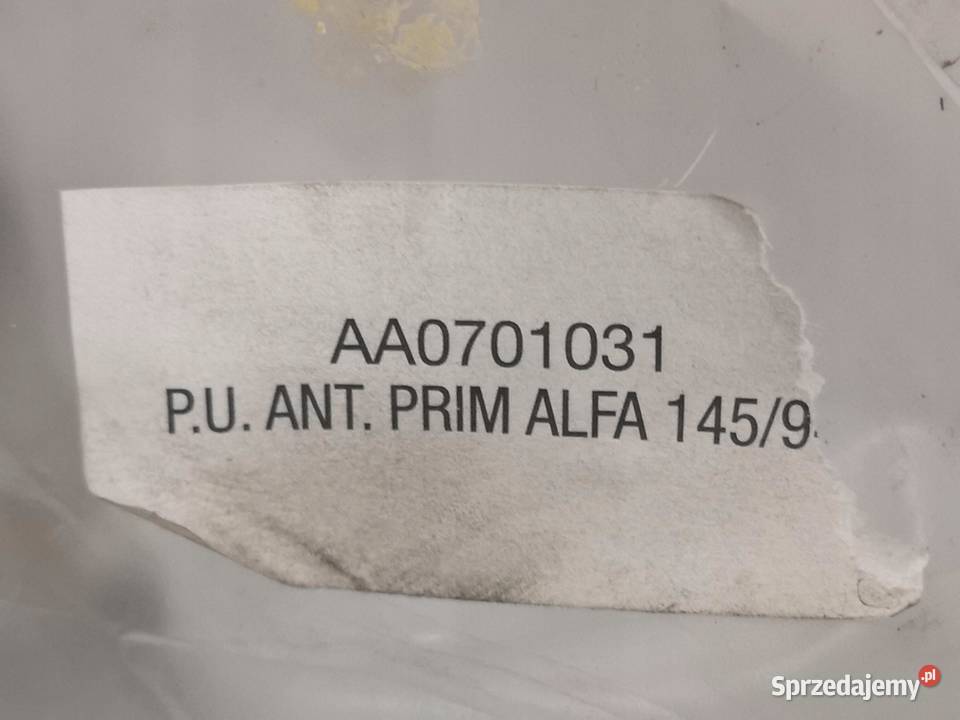 AA0701031
P.U. ANT. PRIM ALFA 145/9
Sprzedajemy.pl